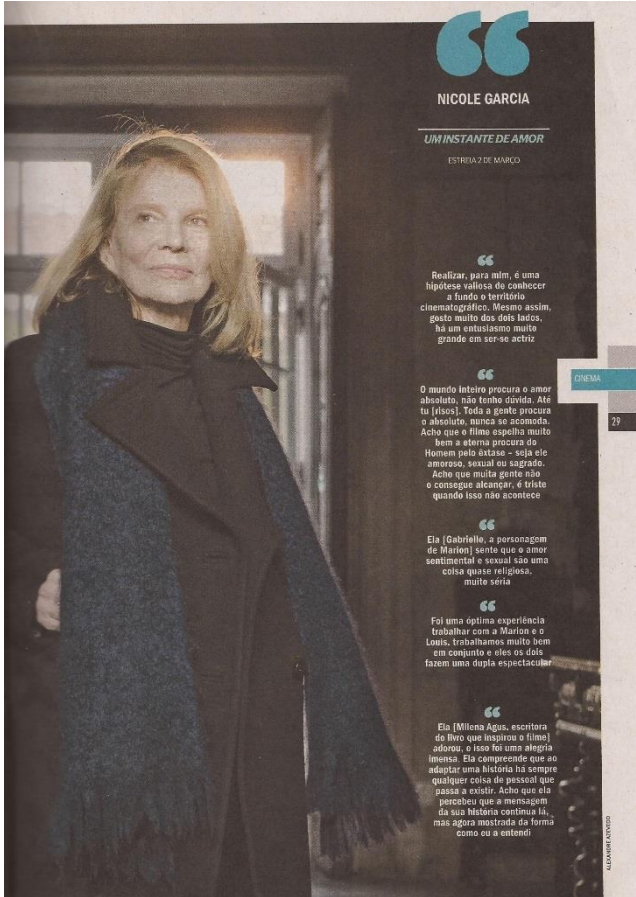 NICOLE GARCIA
UM INSTANTE DE AMOR
ESTREIA 2 DE MARÇO
“
Realizar, para mim, é uma
hipótese valiosa de conhecer
a fundo o território
cinematográfico. Mesmo assim,
gosto muito dos dois lados,
há um entusiasmo muito
grande em ser-se actriz
“
O mundo inteiro procura o amor
absoluto, não tenho dúvida. Até
tu [risos]. Toda a gente procura
o absoluto, nunca se acomoda.
Acho que o filme espelha muito
bem a eterna procura do
Homem pelo êxtase – seja ele
amoroso, sexual ou sagrado.
Acho que muita gente não
o consegue alcançar, é triste
quando isso não acontece
“
Ela [Gabrielle, a personagem
de Marion] sente que o amor
sentimental e sexual são uma
coisa quase religiosa,
muito séria
“
Foi uma óptima experiência
trabalhar com a Marion e o
Louis, trabalhamos muito bem
em conjunto e eles os dois
fazem uma dupla espectacular
“
Ela [Milena Agus, escritora
do livro que inspirou o filme]
adorou, o isso foi uma alegria
imensa. Ela compreende que ao
adaptar uma história há sempre
qualquer coisa de pessoal que
passa a existir. Acho que ela
percebeu que a mensagem
da sua história continua lá,
mas agora mostrada da forma
como eu a entendi
CINEMA
29
ALEXANDRE AZEVEDO